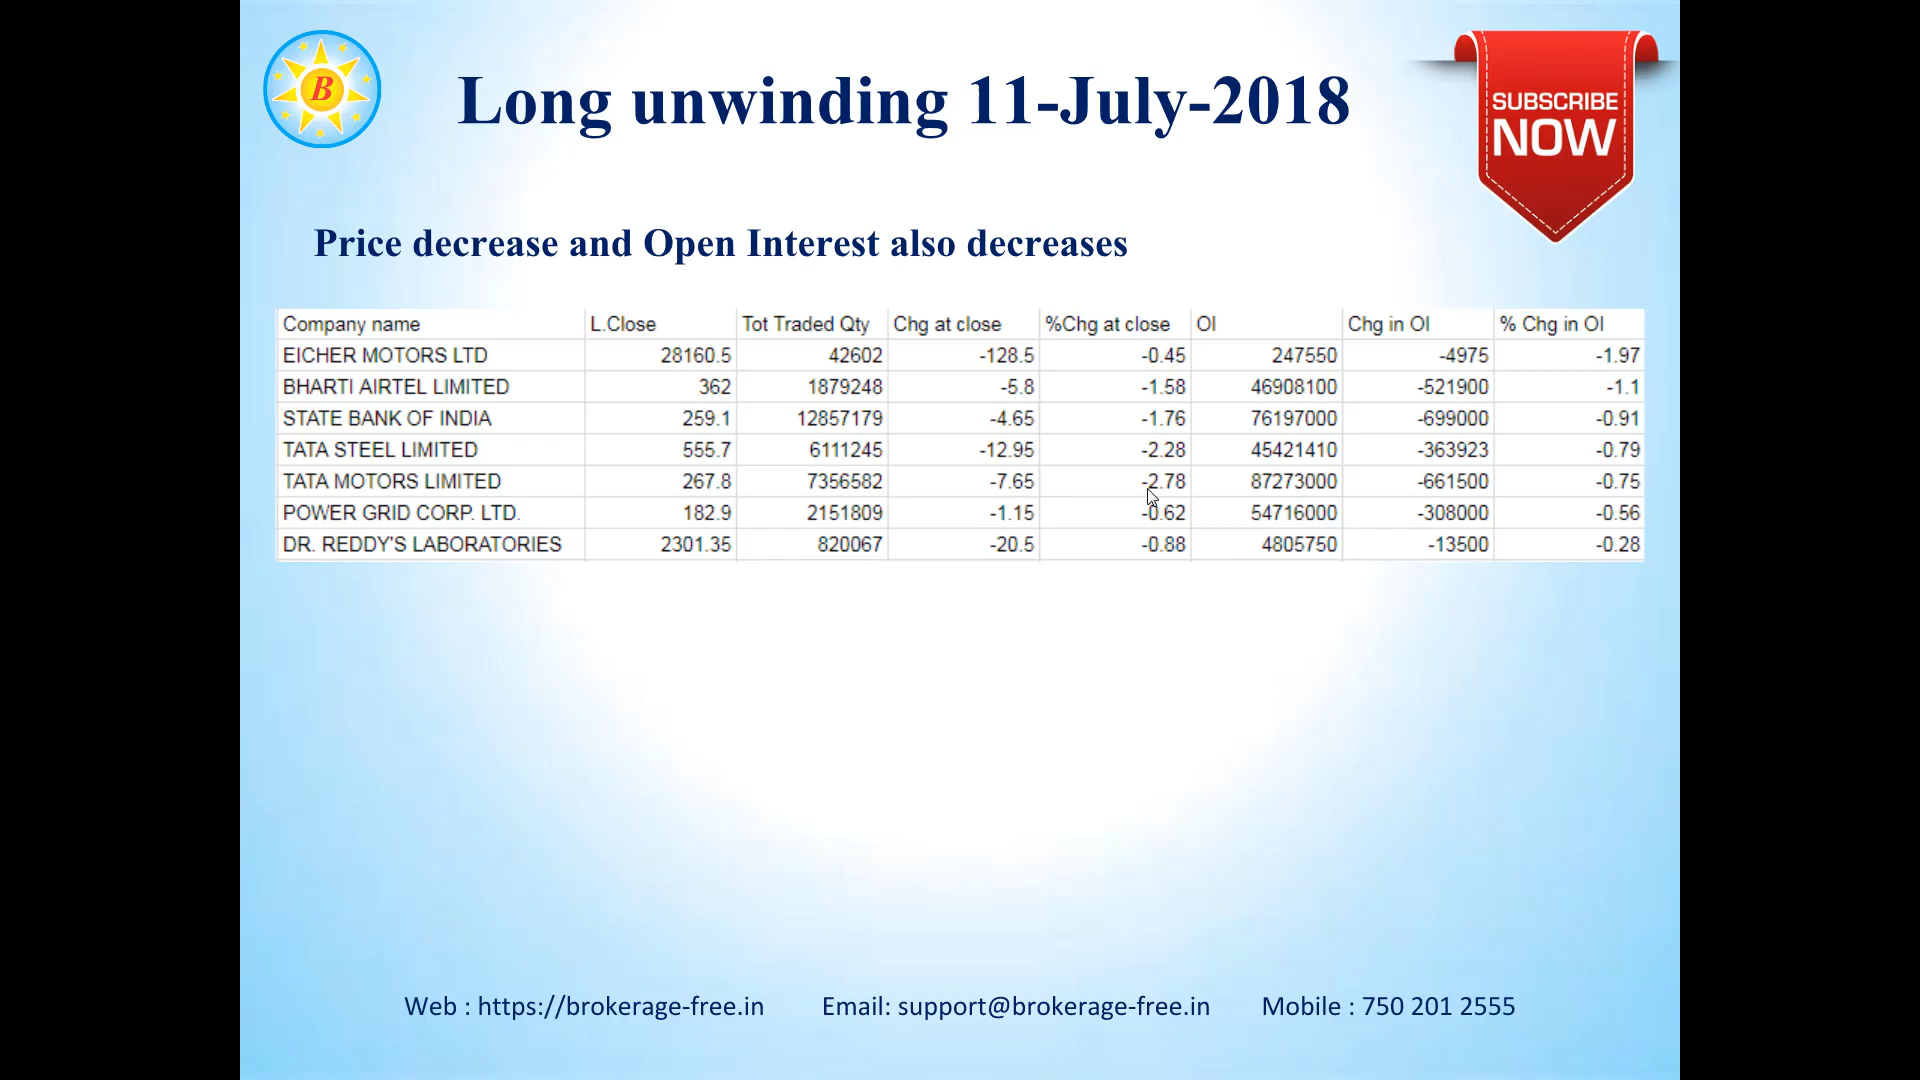 B
Long unwinding 11-July-2018
SUBSCRIBE
NOW
Price decrease and Open Interest also decreases
Company name L.Close Tot Traded Qty Chg at close %Chg at close OI Chg in OI % Chg in OI
EICHER MOTORS LTD 28160.5 42602 -128.5 -0.45 247550 -4975 -1.97
BHARTI AIRTEL LIMITED 362 1879248 -5.8 -1.58 46908100 -521900 -1.1
STATE BANK OF INDIA 259.1 12857179 -4.65 -1.76 76197000 -699000 -0.91
TATA STEEL LIMITED 555.7 6111245 -12.95 -2.28 45421410 -363923 -0.79
TATA MOTORS LIMITED 267.8 7356582 -7.65 -2.78 87273000 -661500 -0.75
POWER GRID CORP. LTD. 182.9 2151809 -1.15 -0.62 54716000 -308000 -0.56
DR. REDDY'S LABORATORIES 2301.35 820067 -20.5 -0.88 4805750 -13500 -0.28
Web : https://brokerage-free.in Email: support@brokerage-free.in Mobile : 750 201 2555